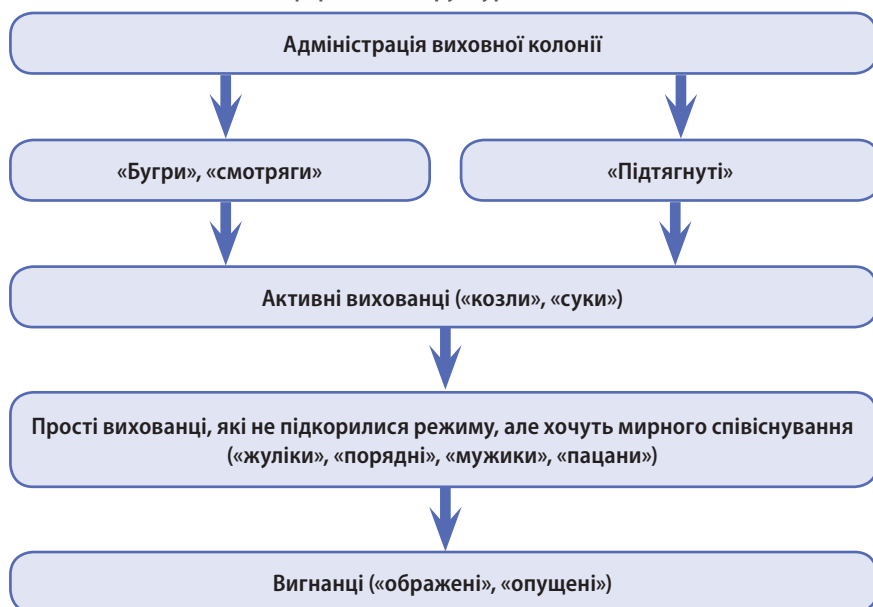 Адміністрація виховної колонії
«Бугри», «смотряги»
«Підтягнуті»
Активні вихованці («козли», «суки»)
Прості вихованці, які не підкорилися режиму, але хочуть мирного співіснування
(«жуліки», «порядні», «мужики», «пацани»)
Вигнанці («ображені», «опущені»)